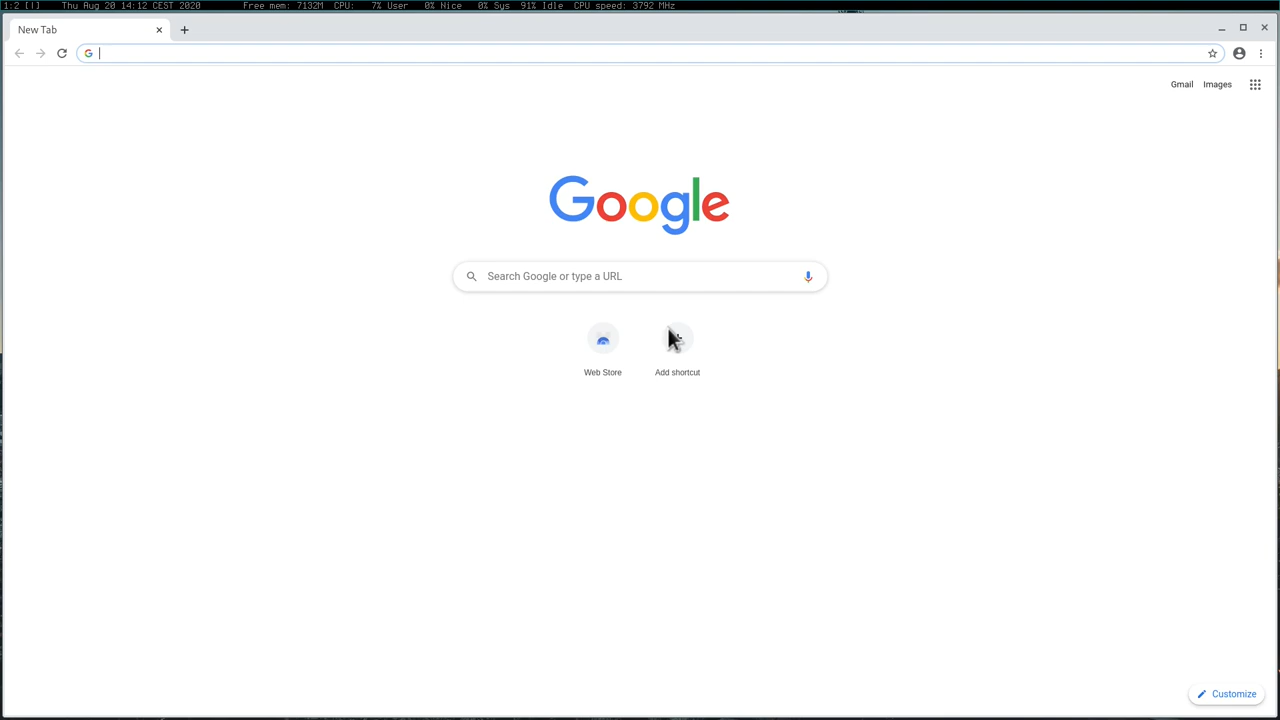 1:2 [|] Thu Aug 20 14:12 CEST 2020 Free mem: 7132M CPU: 7% User 0% Nice 0% Sys 91% Idle CPU speed: 3792 MHz
New Tab
Gmail Images
Google
Search Google or type a URL
Web Store Add shortcut
Customize